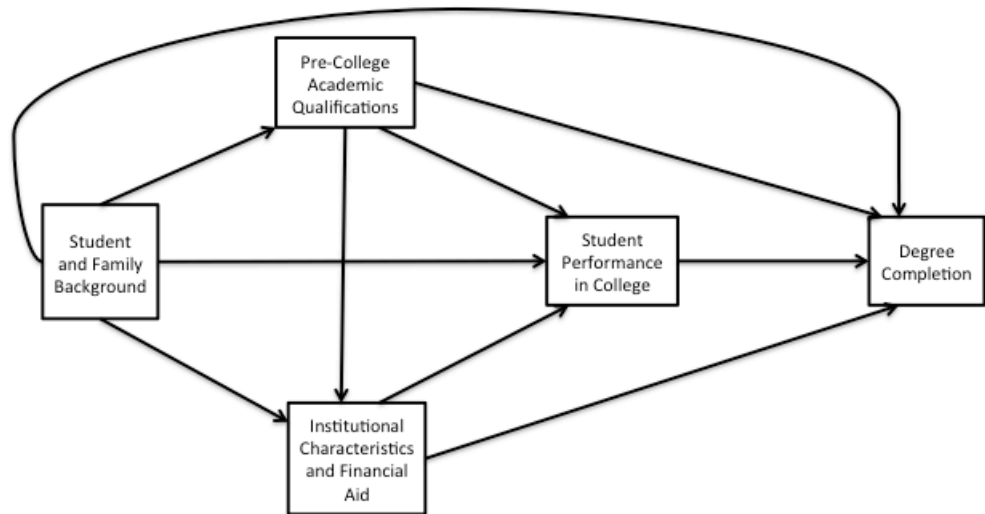 Pre-College
Academic
Qualifications
Student
and Family
Background
Student
Performance
in College
Degree
Completion
Institutional
Characteristics
and Financial
Aid